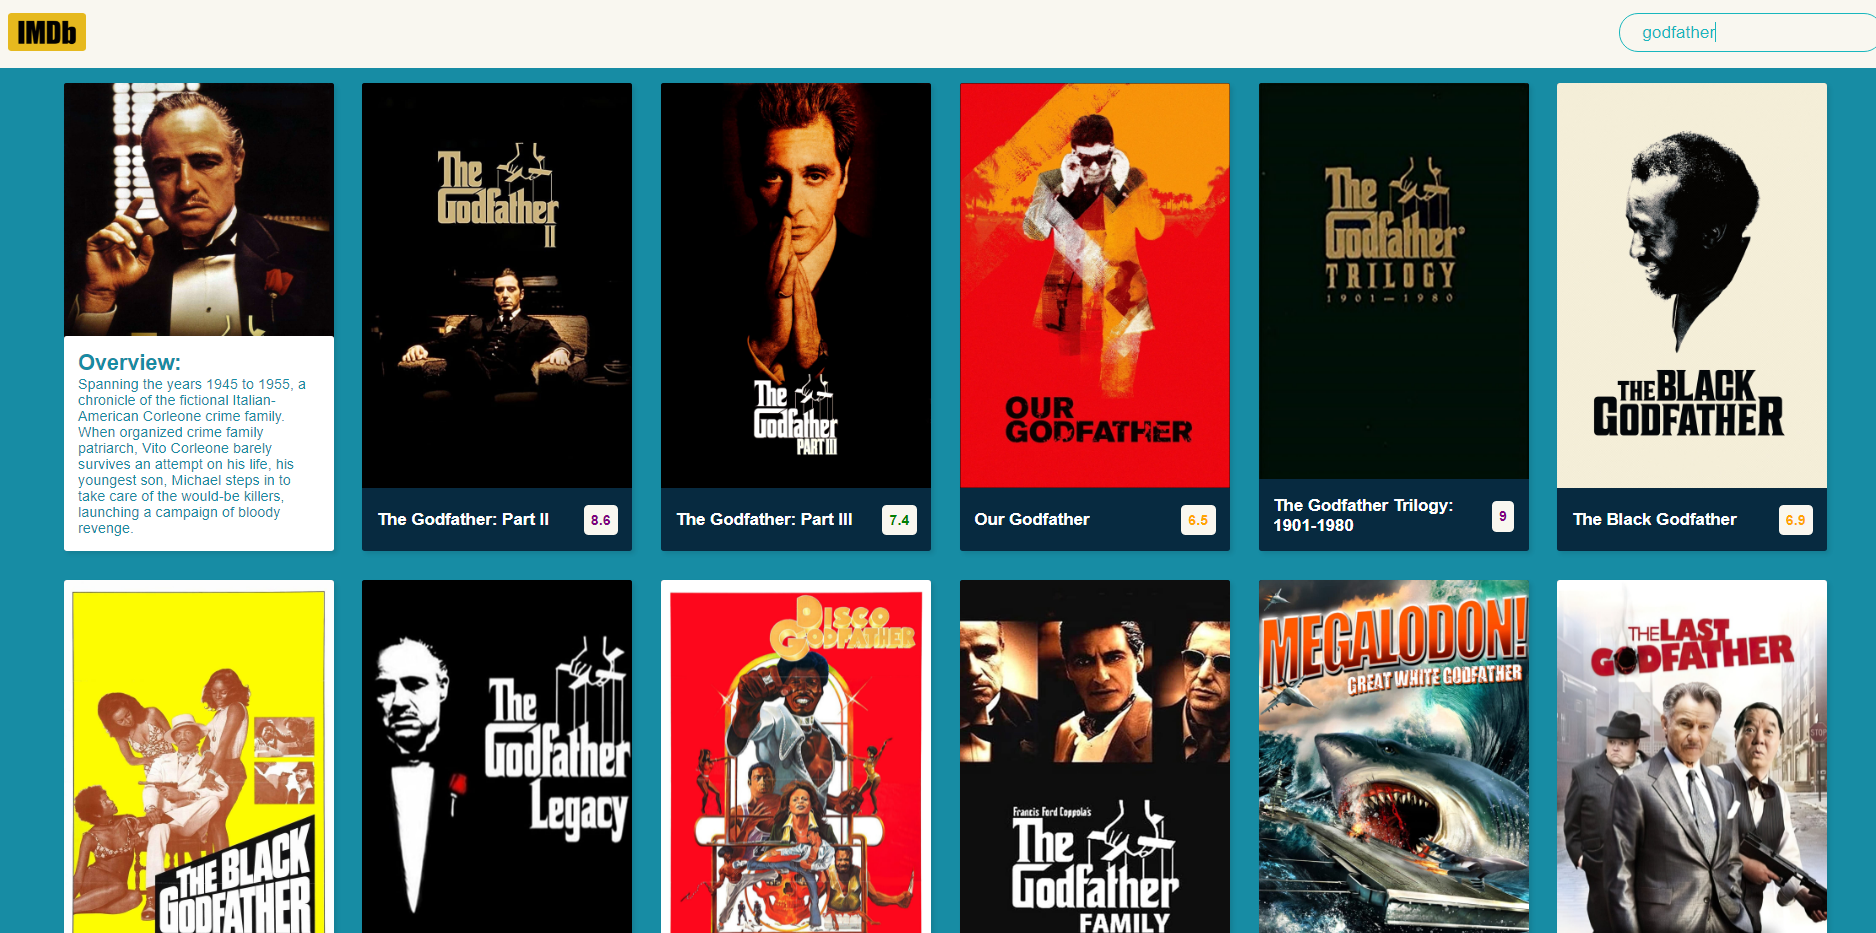 IMDb
godfather
Overview:
Spanning the years 1945 to 1955, a
chronicle of the fictional Italian-
American Corleone crime family.
When organized crime family
patriarch, Vito Corleone barely
survives an attempt on his life, his
youngest son, Michael steps in to
take care of the would-be killers,
launching a campaign of bloody
revenge.
The
Godfather
II
The Godfather: Part II
8.6
The
Godfather
PART III
The Godfather: Part III
7.4
OUR
GODFATHER
Our Godfather
6.5
The
Godfather
TRILOGY
1901-1980
The Godfather Trilogy:
1901-1980
9
THE BLACK
GODFATHER
The Black Godfather
6.9
THE BLACK
GODFATHER
The
Godfather
Legacy
DISCO
GODFATHER
Francis Ford Coppola's
The
Godfather
FAMILY
MEGALODON!
GREAT WHITE GODFATHER
THE LAST
GODFATHER
STOP